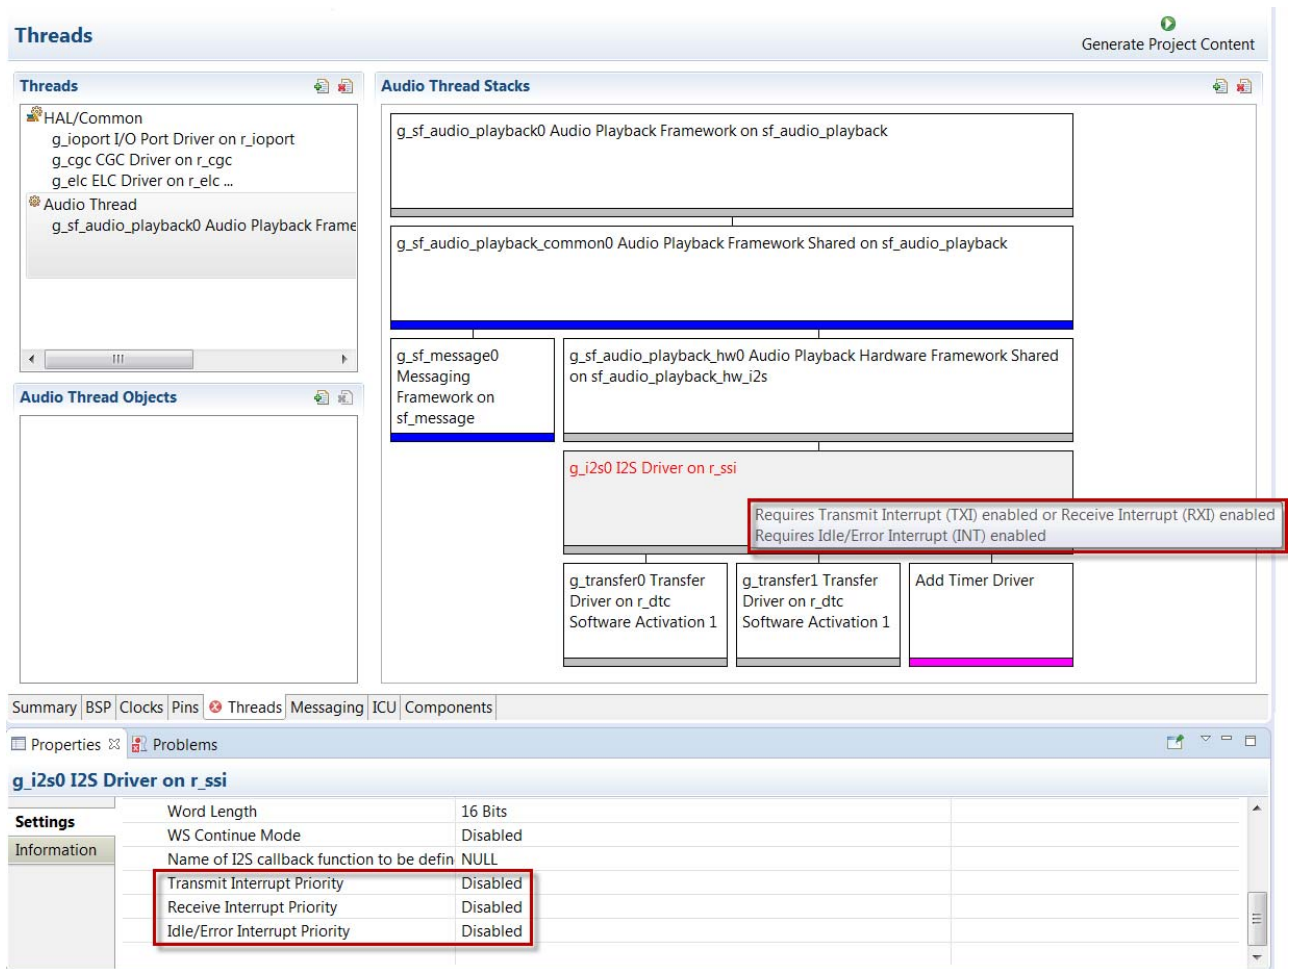 Threads
Generate Project Content
Threads
HAL/Common
g_ioport I/O Port Driver on r_ioport
g_cgc CGC Driver on r_cgc
g_elc ELC Driver on r_elc ...
Audio Thread
g_sf_audio_playback0 Audio Playback Frame
Audio Thread Objects
Audio Thread Stacks
g_sf_audio_playback0 Audio Playback Framework on sf_audio_playback
g_sf_audio_playback_common0 Audio Playback Framework Shared on sf_audio_playback
g_sf_message0
Messaging
Framework on
sf_message
g_sf_audio_playback_hw0 Audio Playback Hardware Framework Shared
on sf_audio_playback_hw_i2s
g_i2s0 I2S Driver on r_ssi
Requires Transmit Interrupt (TXI) enabled or Receive Interrupt (RXI) enabled
Requires Idle/Error Interrupt (INT) enabled
g_transfer0 Transfer
Driver on r_dtc
Software Activation 1
g_transfer1 Transfer
Driver on r_dtc
Software Activation 1
Add Timer Driver
Summary BSP Clocks Pins Threads Messaging ICU Components
Properties Problems
g_i2s0 I2S Driver on r_ssi
Settings
Information
Word Length 16 Bits
WS Continue Mode Disabled
Name of I2S callback function to be defin NULL
Transmit Interrupt Priority Disabled
Receive Interrupt Priority Disabled
Idle/Error Interrupt Priority Disabled